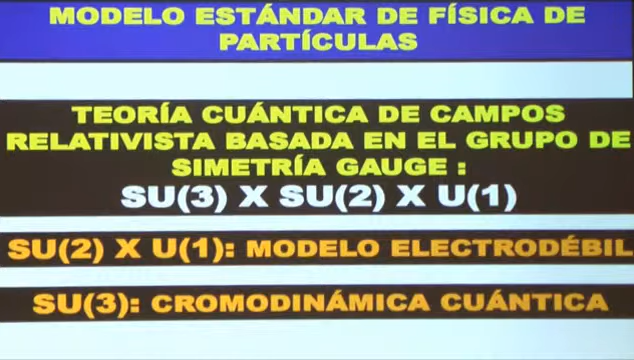 MODELO ESTÁNDAR DE FÍSICA DE
PARTÍCULAS
TEORÍA CUÁNTICA DE CAMPOS
RELATIVISTA BASADA EN EL GRUPO DE
SIMETRÍA GAUGE :
SU(3) X SU(2) X U(1)
SU(2) X U(1): MODELO ELECTRODÉBIL
SU(3): CROMODINÁMICA CUÁNTICA